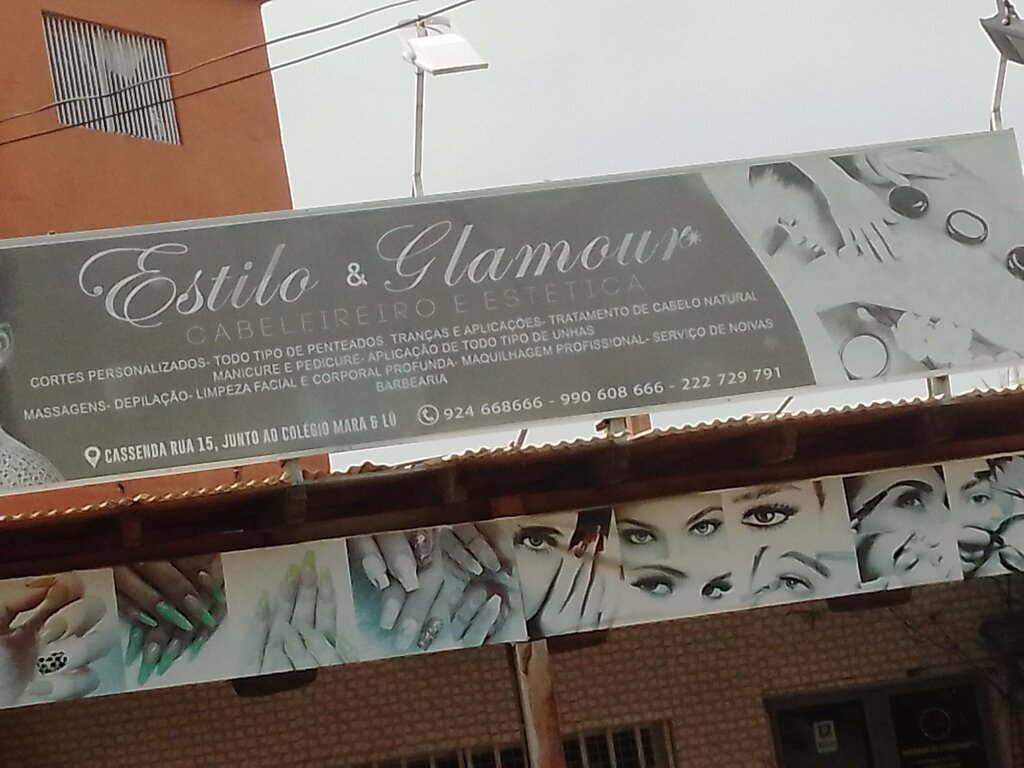 Estilo & Glamour
CABELEIREIRO E ESTÉTICA
CORTES PERSONALIZADOS- TODO TIPO DE PENTEADOS TRANÇAS E APLICAÇÕES- TRATAMENTO DE CABELO NATURAL
MANICURE E PEDICURE- APLICAÇÃO DE TODO TIPO DE UNHAS
MASSAGENS- DEPILAÇÃO- LIMPEZA FACIAL E CORPORAL PROFUNDA- MAQUILHAGEM PROFISSIONAL- SERVIÇO DE NOIVAS
BARBEARIA
CASSENDA RUA 15, JUNTO AO COLÉGIO MARA & LÚ
924 668666 - 990 608 666 - 222 729 791